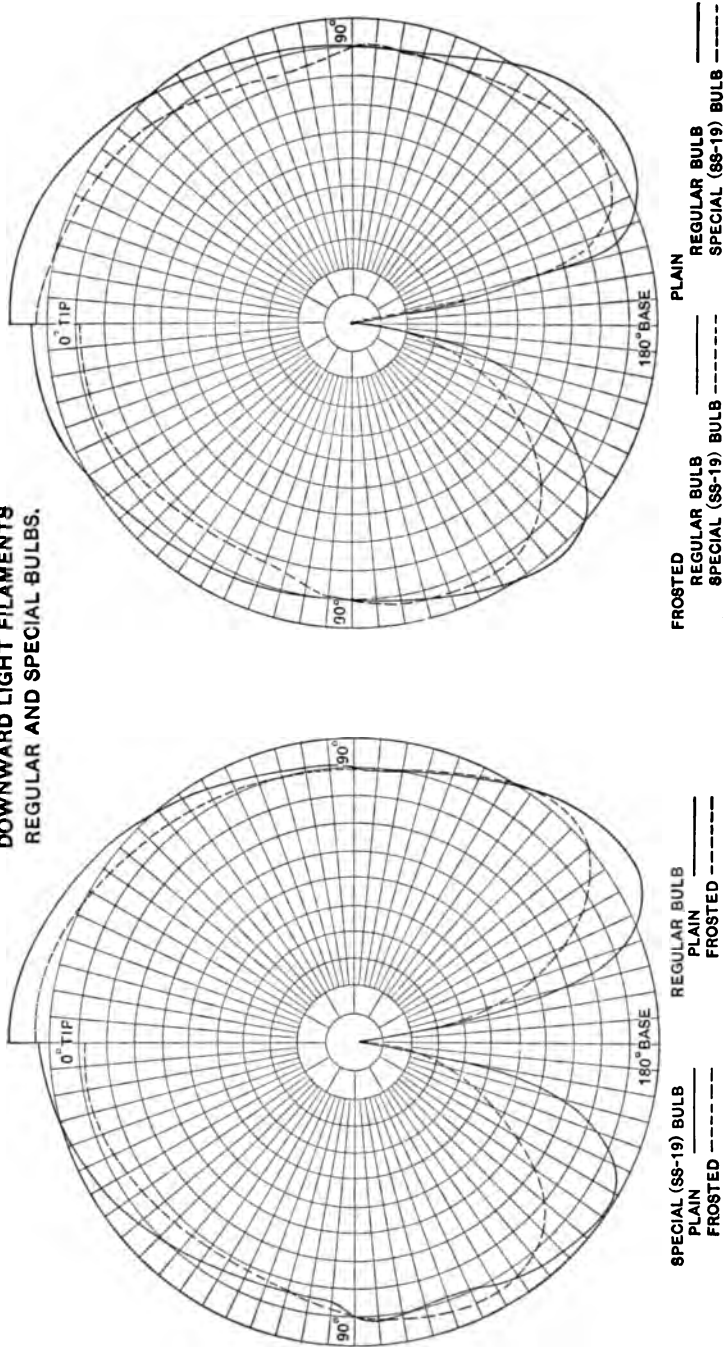 DOWNWARD LIGHT FILAMENTS
REGULAR AND SPECIAL BULBS.
0° TIP
90°
90°
180° BASE
SPECIAL (SS-19) BULB
PLAIN
FROSTED
REGULAR BULB
PLAIN
FROSTED
0° TIP
90°
90°
180° BASE
FROSTED
REGULAR BULB
SPECIAL (SS-19) BULB
PLAIN
REGULAR BULB
SPECIAL (SS-19) BULB